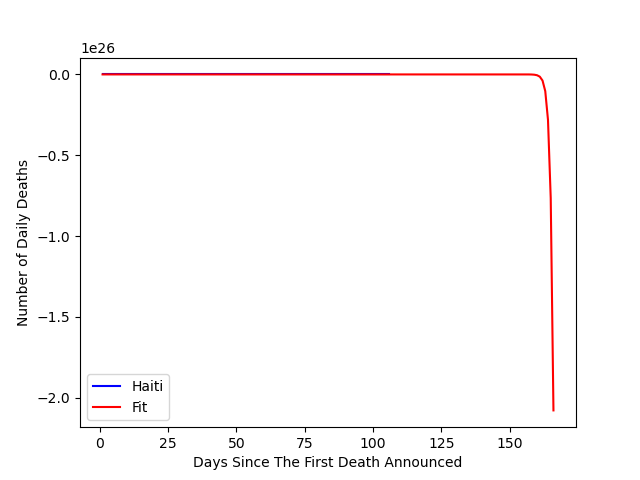 1e26
0.0
−0.5
−1.0
−1.5
−2.0
Number of Daily Deaths
Haiti
Fit
0 25 50 75 100 125 150
Days Since The First Death Announced